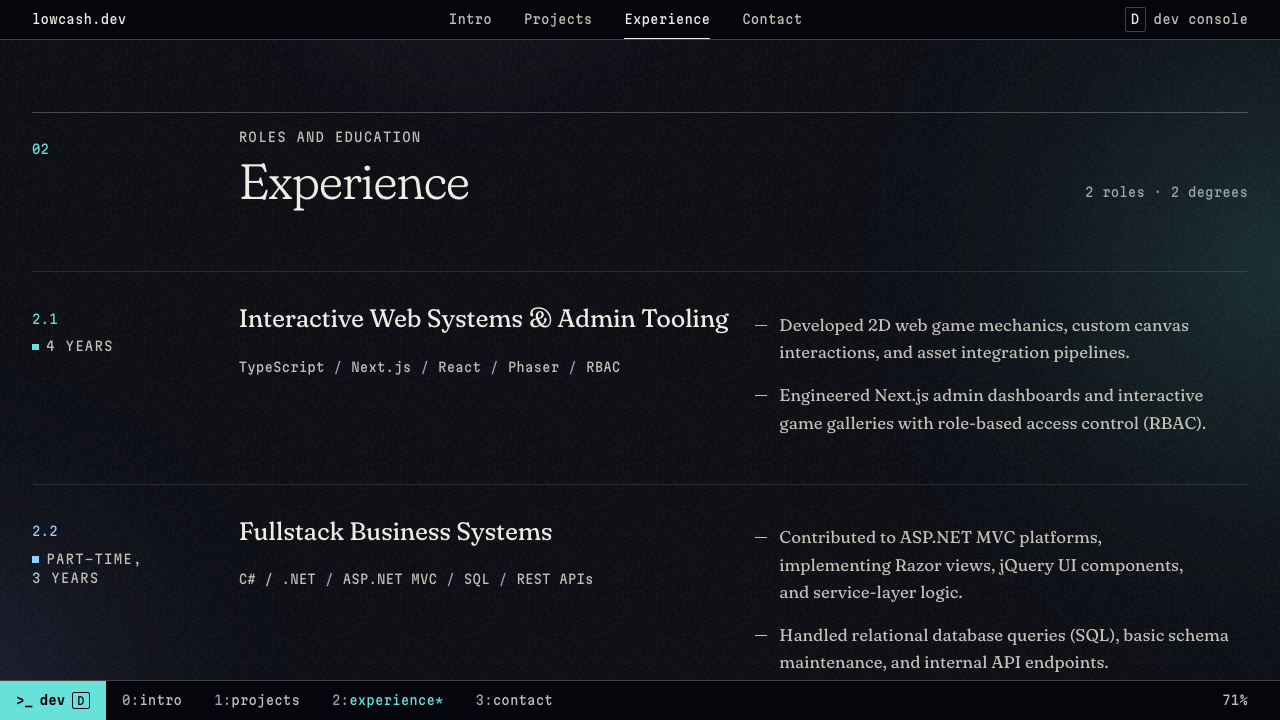 lowcash.dev
Intro Projects Experience Contact
D dev console
02
ROLES AND EDUCATION
Experience
2 roles · 2 degrees
2.1
4 YEARS
Interactive Web Systems & Admin Tooling
TypeScript / Next.js / React / Phaser / RBAC
— Developed 2D web game mechanics, custom canvas
interactions, and asset integration pipelines.
— Engineered Next.js admin dashboards and interactive
game galleries with role-based access control (RBAC).
2.2
PART-TIME,
3 YEARS
Fullstack Business Systems
C# / .NET / ASP.NET MVC / SQL / REST APIs
— Contributed to ASP.NET MVC platforms,
implementing Razor views, jQuery UI components,
and service-layer logic.
— Handled relational database queries (SQL), basic schema
maintenance, and internal API endpoints.
>_ dev D 0:intro 1:projects 2:experience* 3:contact 71%